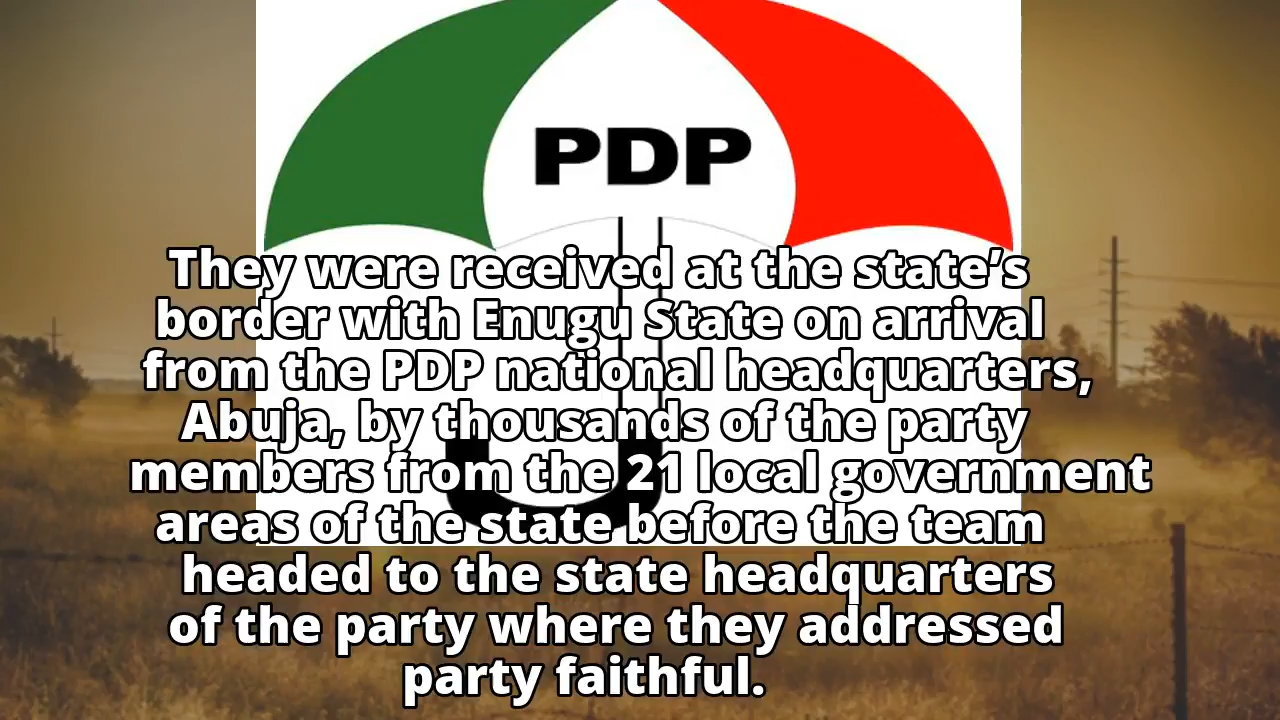 PDP
They were received at the state’s
border with Enugu State on arrival
from the PDP national headquarters,
Abuja, by thousands of the party
members from the 21 local government
areas of the state before the team
headed to the state headquarters
of the party where they addressed
party faithful.